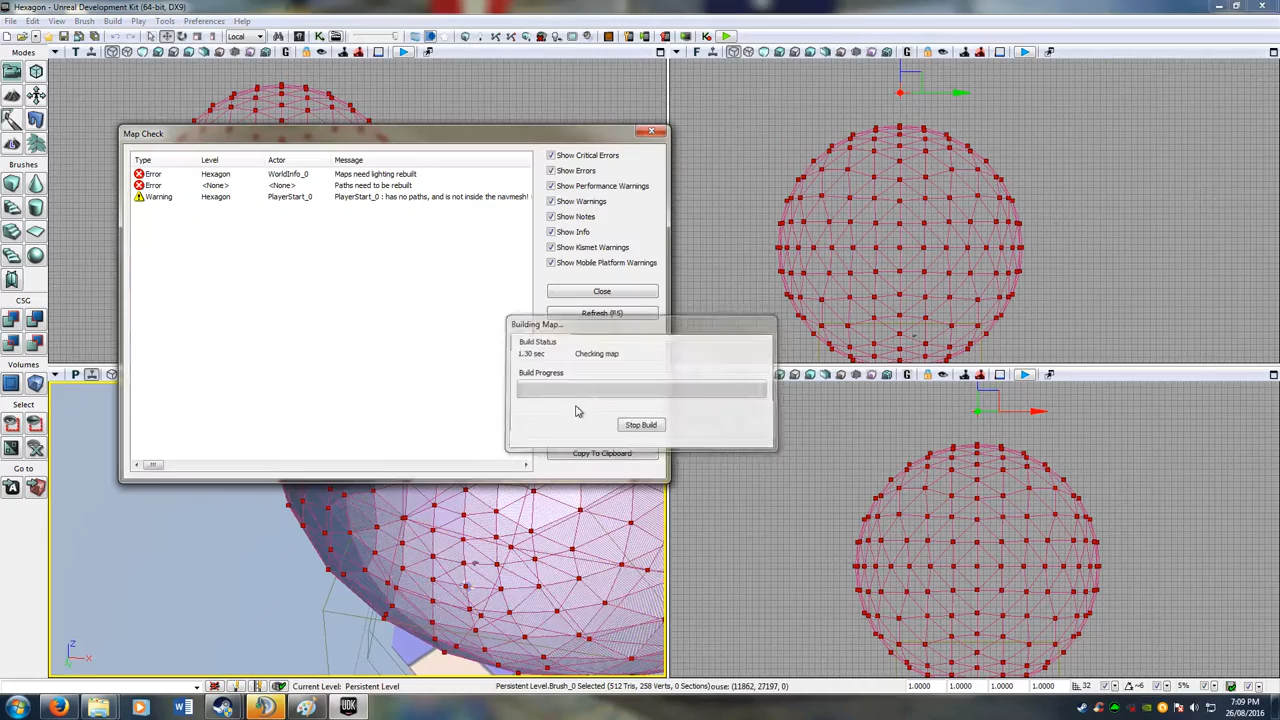 Hexagon - Unreal Development Kit (64-bit, DX9)
File Edit View Brush Build Play Tools Preferences Help
Local
Modes
T
G
F
G
Map Check
Type Level Actor Message
Error Hexagon WorldInfo_0 Maps need lighting rebuilt
Error <None> <None> Paths need to be rebuilt
Warning Hexagon PlayerStart_0 PlayerStart_0 : has no paths, and is not inside the navmesh!
Show Critical Errors
Show Errors
Show Performance Warnings
Show Warnings
Show Notes
Show Info
Show Kismet Warnings
Show Mobile Platform Warnings
Close
Refresh (F5)
Building Map...
Build Status
1.30 sec Checking map
Build Progress
Stop Build
Copy To Clipboard
Brushes
CSG
Volumes
Select
Go to
P
G
Z
X
Current Level: Persistent Level
Persistent Level.Brush_0 Selected (512 Tris, 258 Verts, 0 Sections)
ouse: (11862, 27197, 0)
1.0000 1.0000 1.0000 1.0000
32
5%
UDK
7:09 PM
26/08/2016